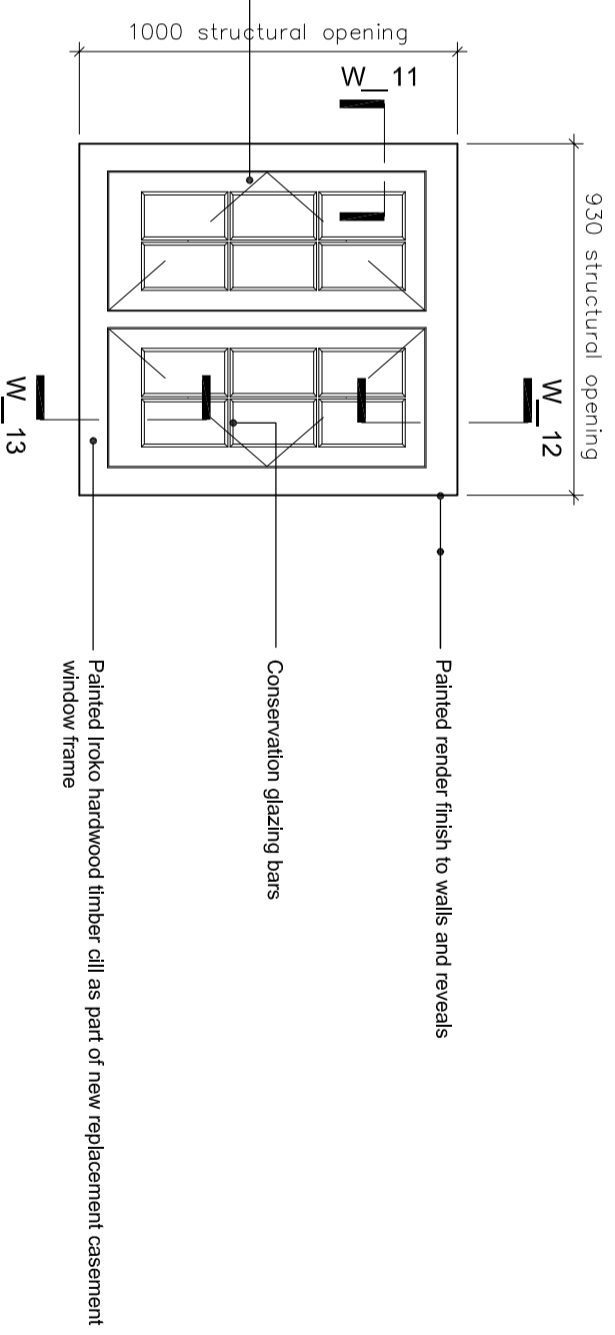 1000 structural opening
W__11
930 structural opening
W_12
W_13
Painted render finish to walls and reveals
Conservation glazing bars
Painted Iroko hardwood timber cill as part of new replacement casement
window frame